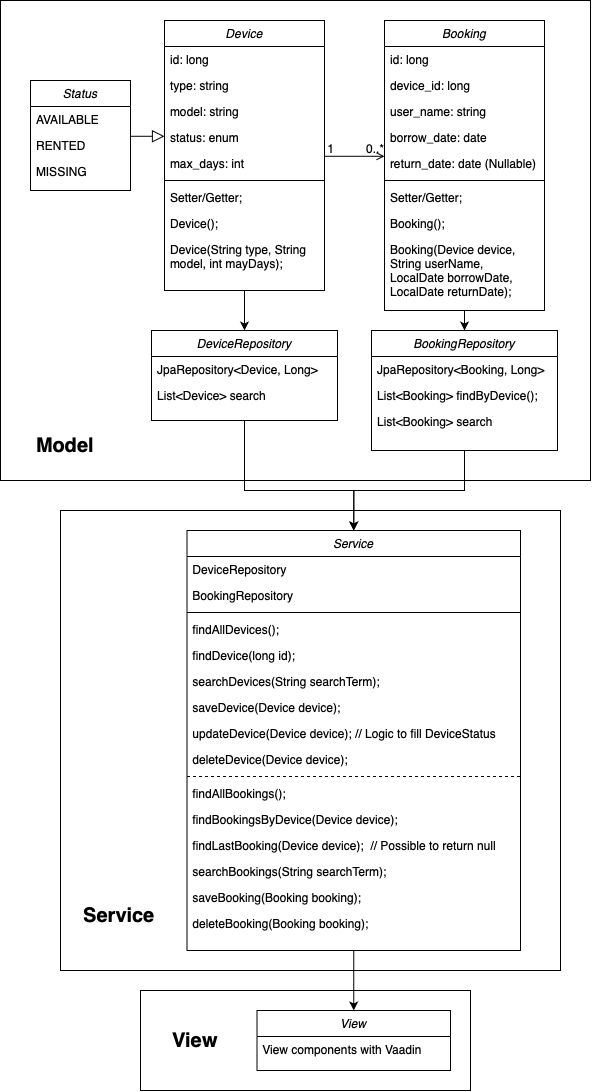 Status
AVAILABLE
RENTED
MISSING
Device
id: long
type: string
model: string
status: enum
max_days: int
Setter/Getter;
Device();
Device(String type, String
model, int mayDays);
1
0..*
Booking
id: long
device_id: long
user_name: string
borrow_date: date
return_date: date (Nullable)
Setter/Getter;
Booking();
Booking(Device device,
String userName,
LocalDate borrowDate,
LocalDate returnDate);
DeviceRepository
JpaRepository<Device, Long>
List<Device> search
BookingRepository
JpaRepository<Booking, Long>
List<Booking> findByDevice();
List<Booking> search
Model
Service
DeviceRepository
BookingRepository
findAllDevices();
findDevice(long id);
searchDevices(String searchTerm);
saveDevice(Device device);
updateDevice(Device device); // Logic to fill DeviceStatus
deleteDevice(Device device);
findAllBookings();
findBookingsByDevice(Device device);
findLastBooking(Device device);  // Possible to return null
searchBookings(String searchTerm);
saveBooking(Booking booking);
deleteBooking(Booking booking);
Service
View
View
View components with Vaadin